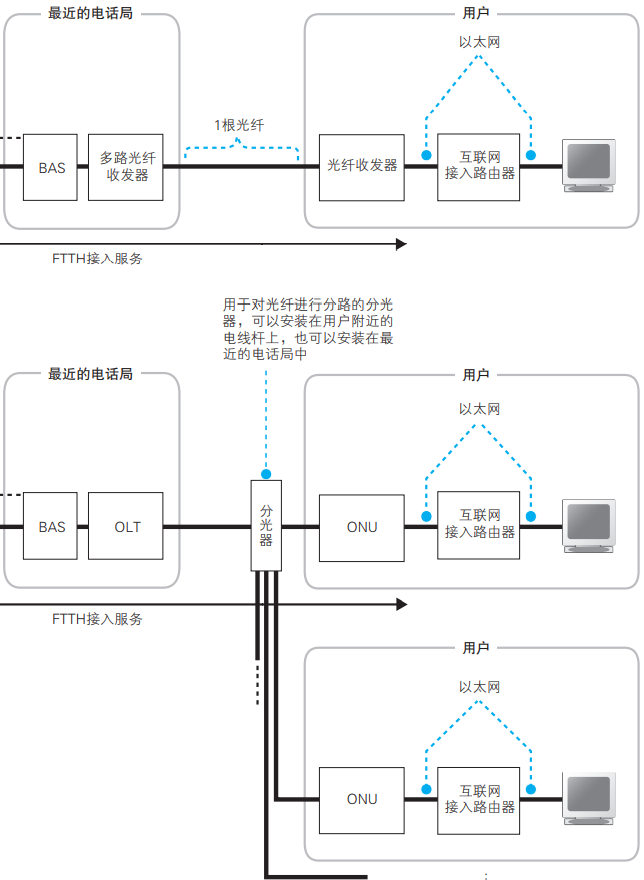 最近的电话局
用户
以太网
1根光纤
BAS
多路光纤
收发器
光纤收发器
互联网
接入路由器
FTTH接入服务
用于对光纤进行分路的分光
器，可以安装在用户附近的
电线杆上，也可以安装在最
近的电话局中
最近的电话局
用户
以太网
BAS
OLT
分
光
器
ONU
互联网
接入路由器
FTTH接入服务
用户
以太网
ONU
互联网
接入路由器
: